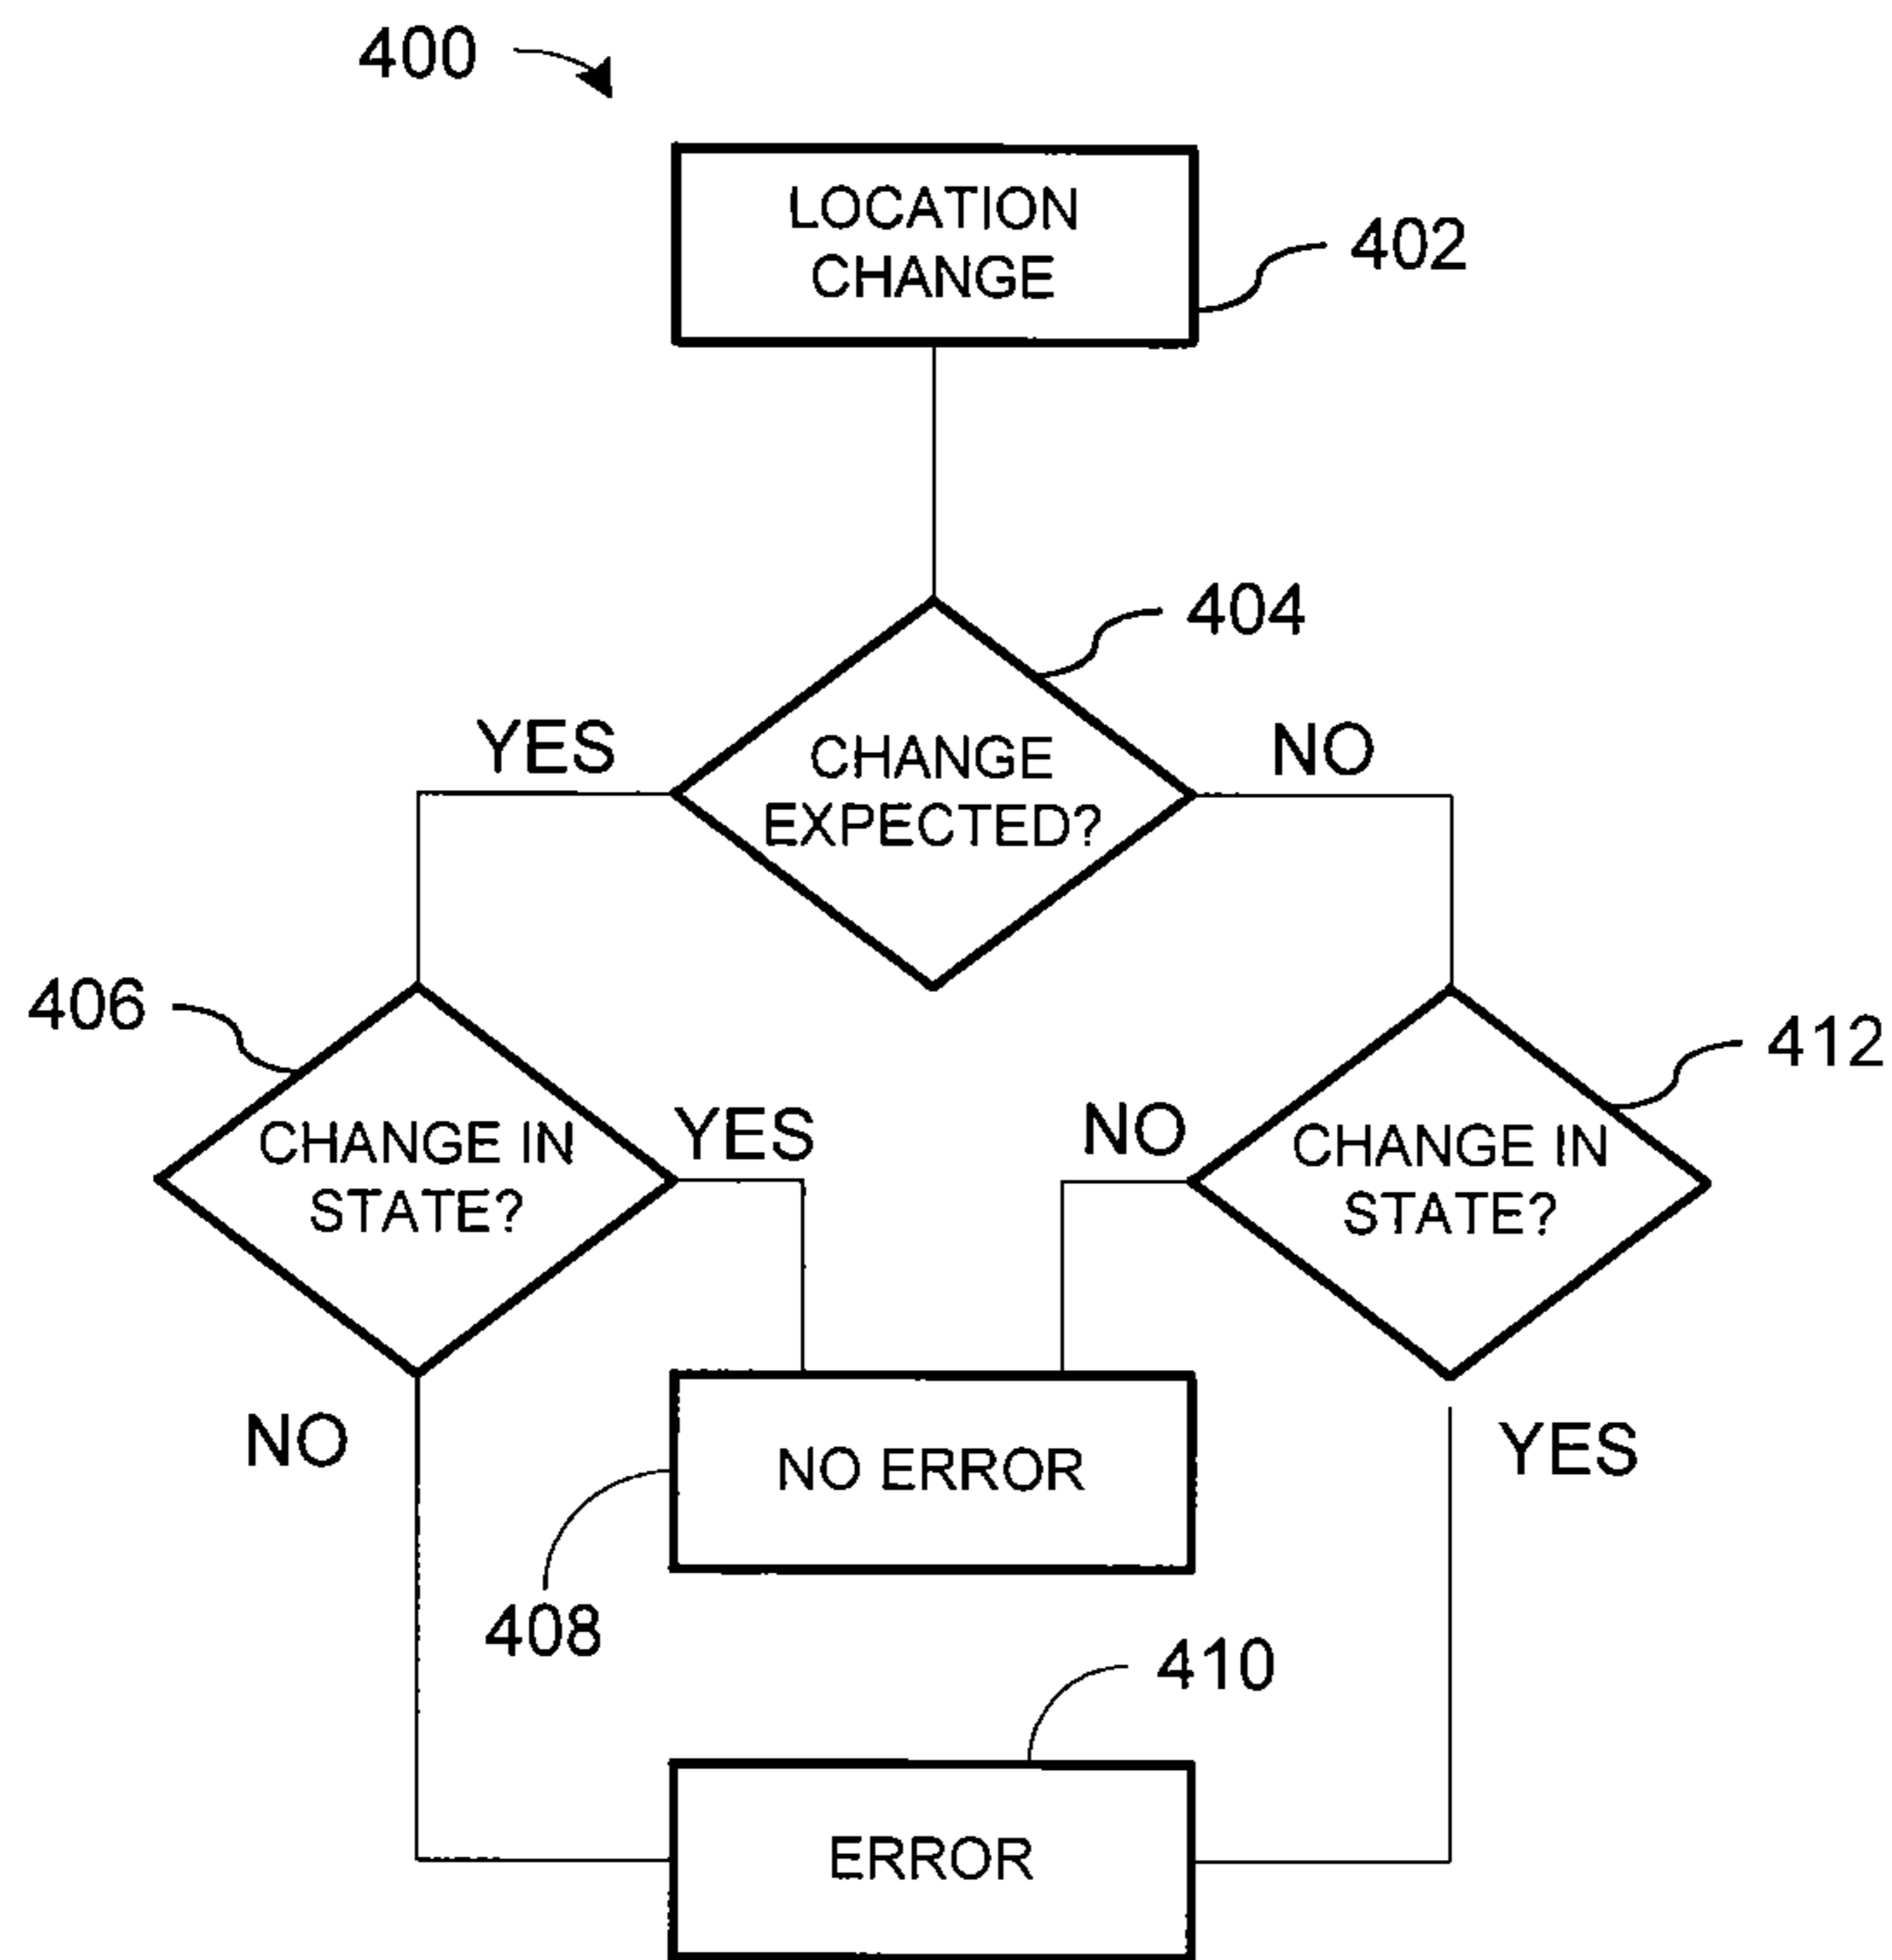 400
LOCATION
CHANGE
402
404
YES
CHANGE
EXPECTED?
NO
406
412
CHANGE IN
STATE?
YES
NO
CHANGE IN
STATE?
NO
NO ERROR
YES
408
410
ERROR